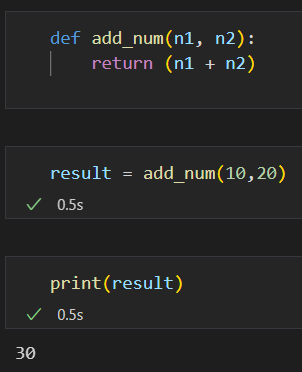 def add_num(n1, n2):
    return (n1 + n2)
result = add_num(10,20)
✓ 0.5s
print(result)
✓ 0.5s
30